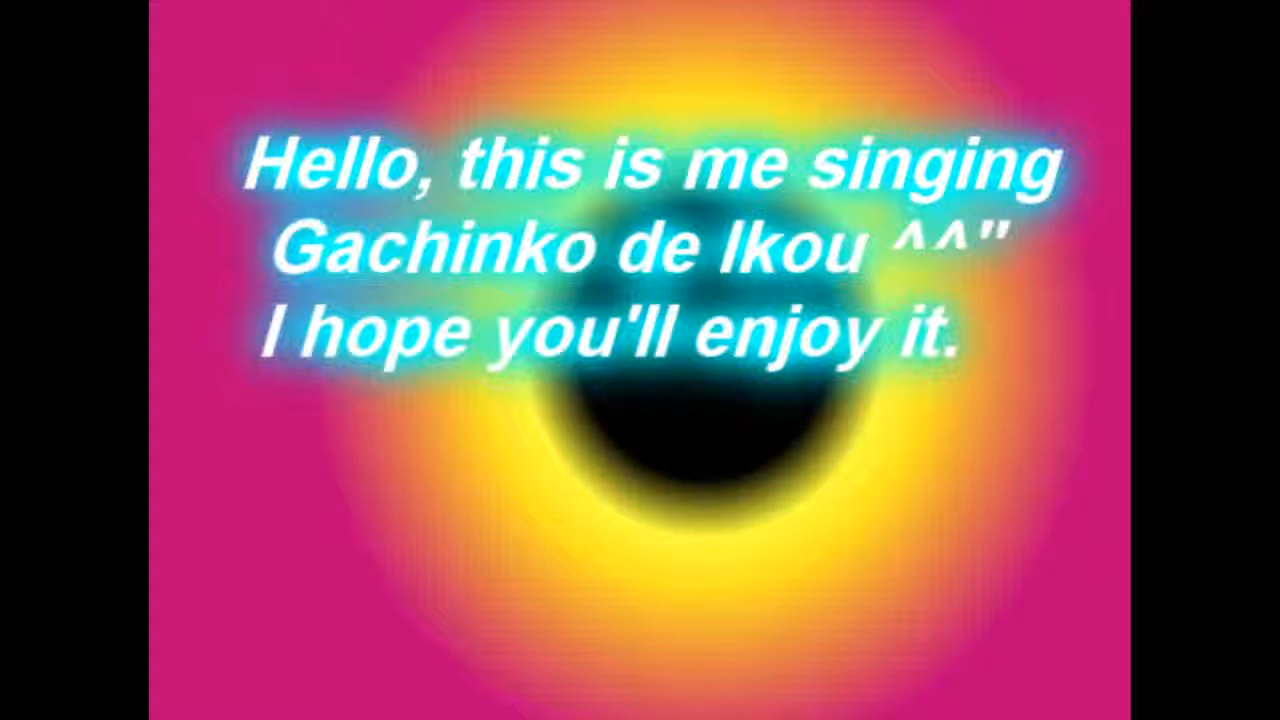 Hello, this is me singing
Gachinko de Ikou ^^"
I hope you'll enjoy it.